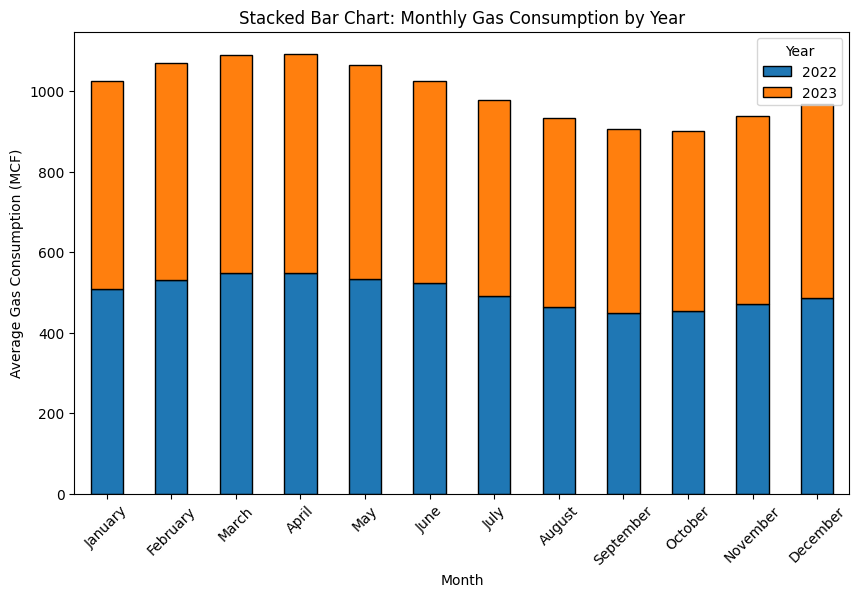 Stacked Bar Chart: Monthly Gas Consumption by Year
Year
2022
2023
Average Gas Consumption (MCF)
1000
800
600
400
200
0
January
February
March
April
May
June
July
August
September
October
November
December
Month